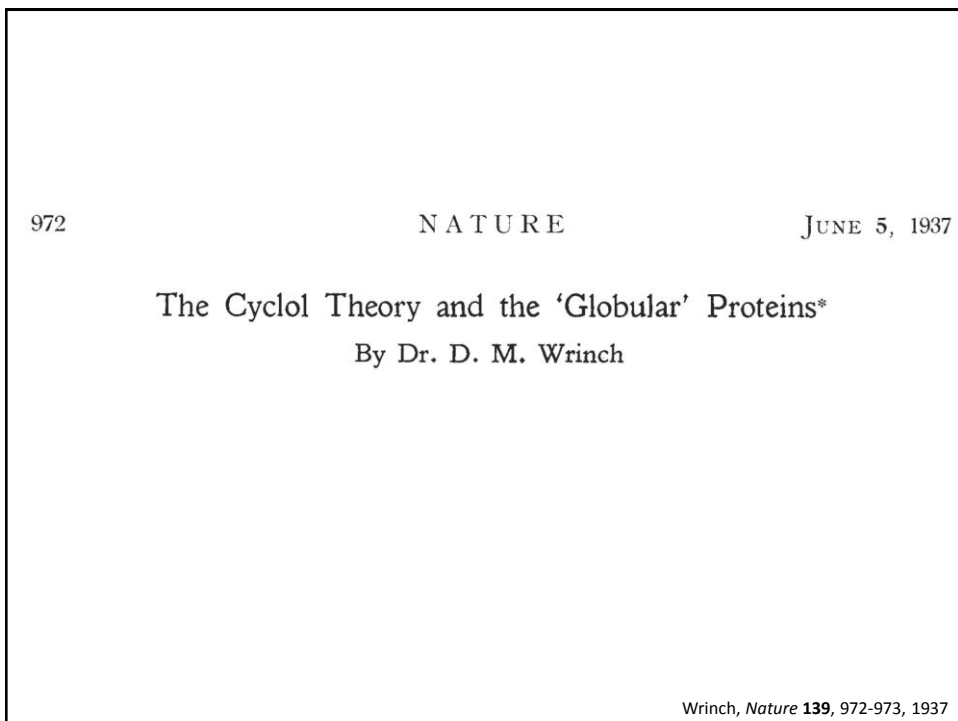 972 NATURE JUNE 5, 1937
The Cyclol Theory and the ‘Globular’ Proteins*
By Dr. D. M. Wrinch
Wrinch, Nature 139, 972-973, 1937